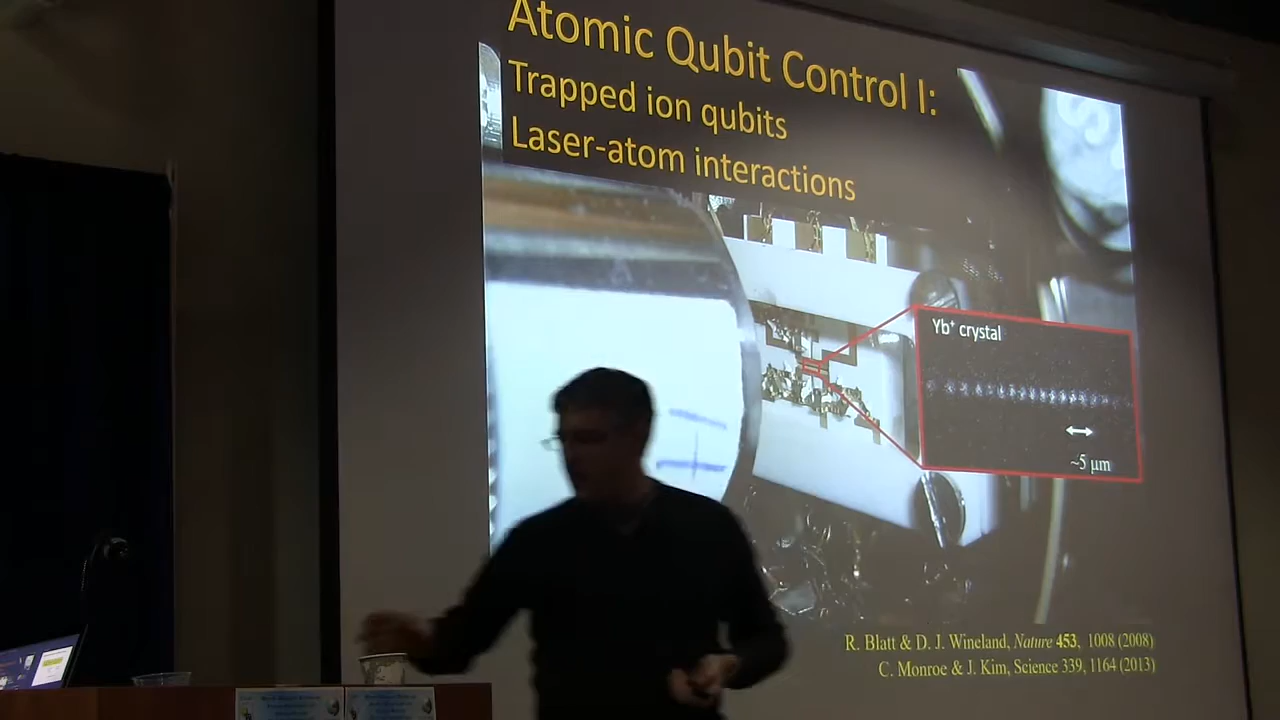 Atomic Qubit Control I:
Trapped ion qubits
Laser-atom interactions
Yb⁺ crystal
~5 μm
R. Blatt & D. J. Wineland, Nature 453, 1008 (2008)
C. Monroe & J. Kim, Science 339, 1164 (2013)